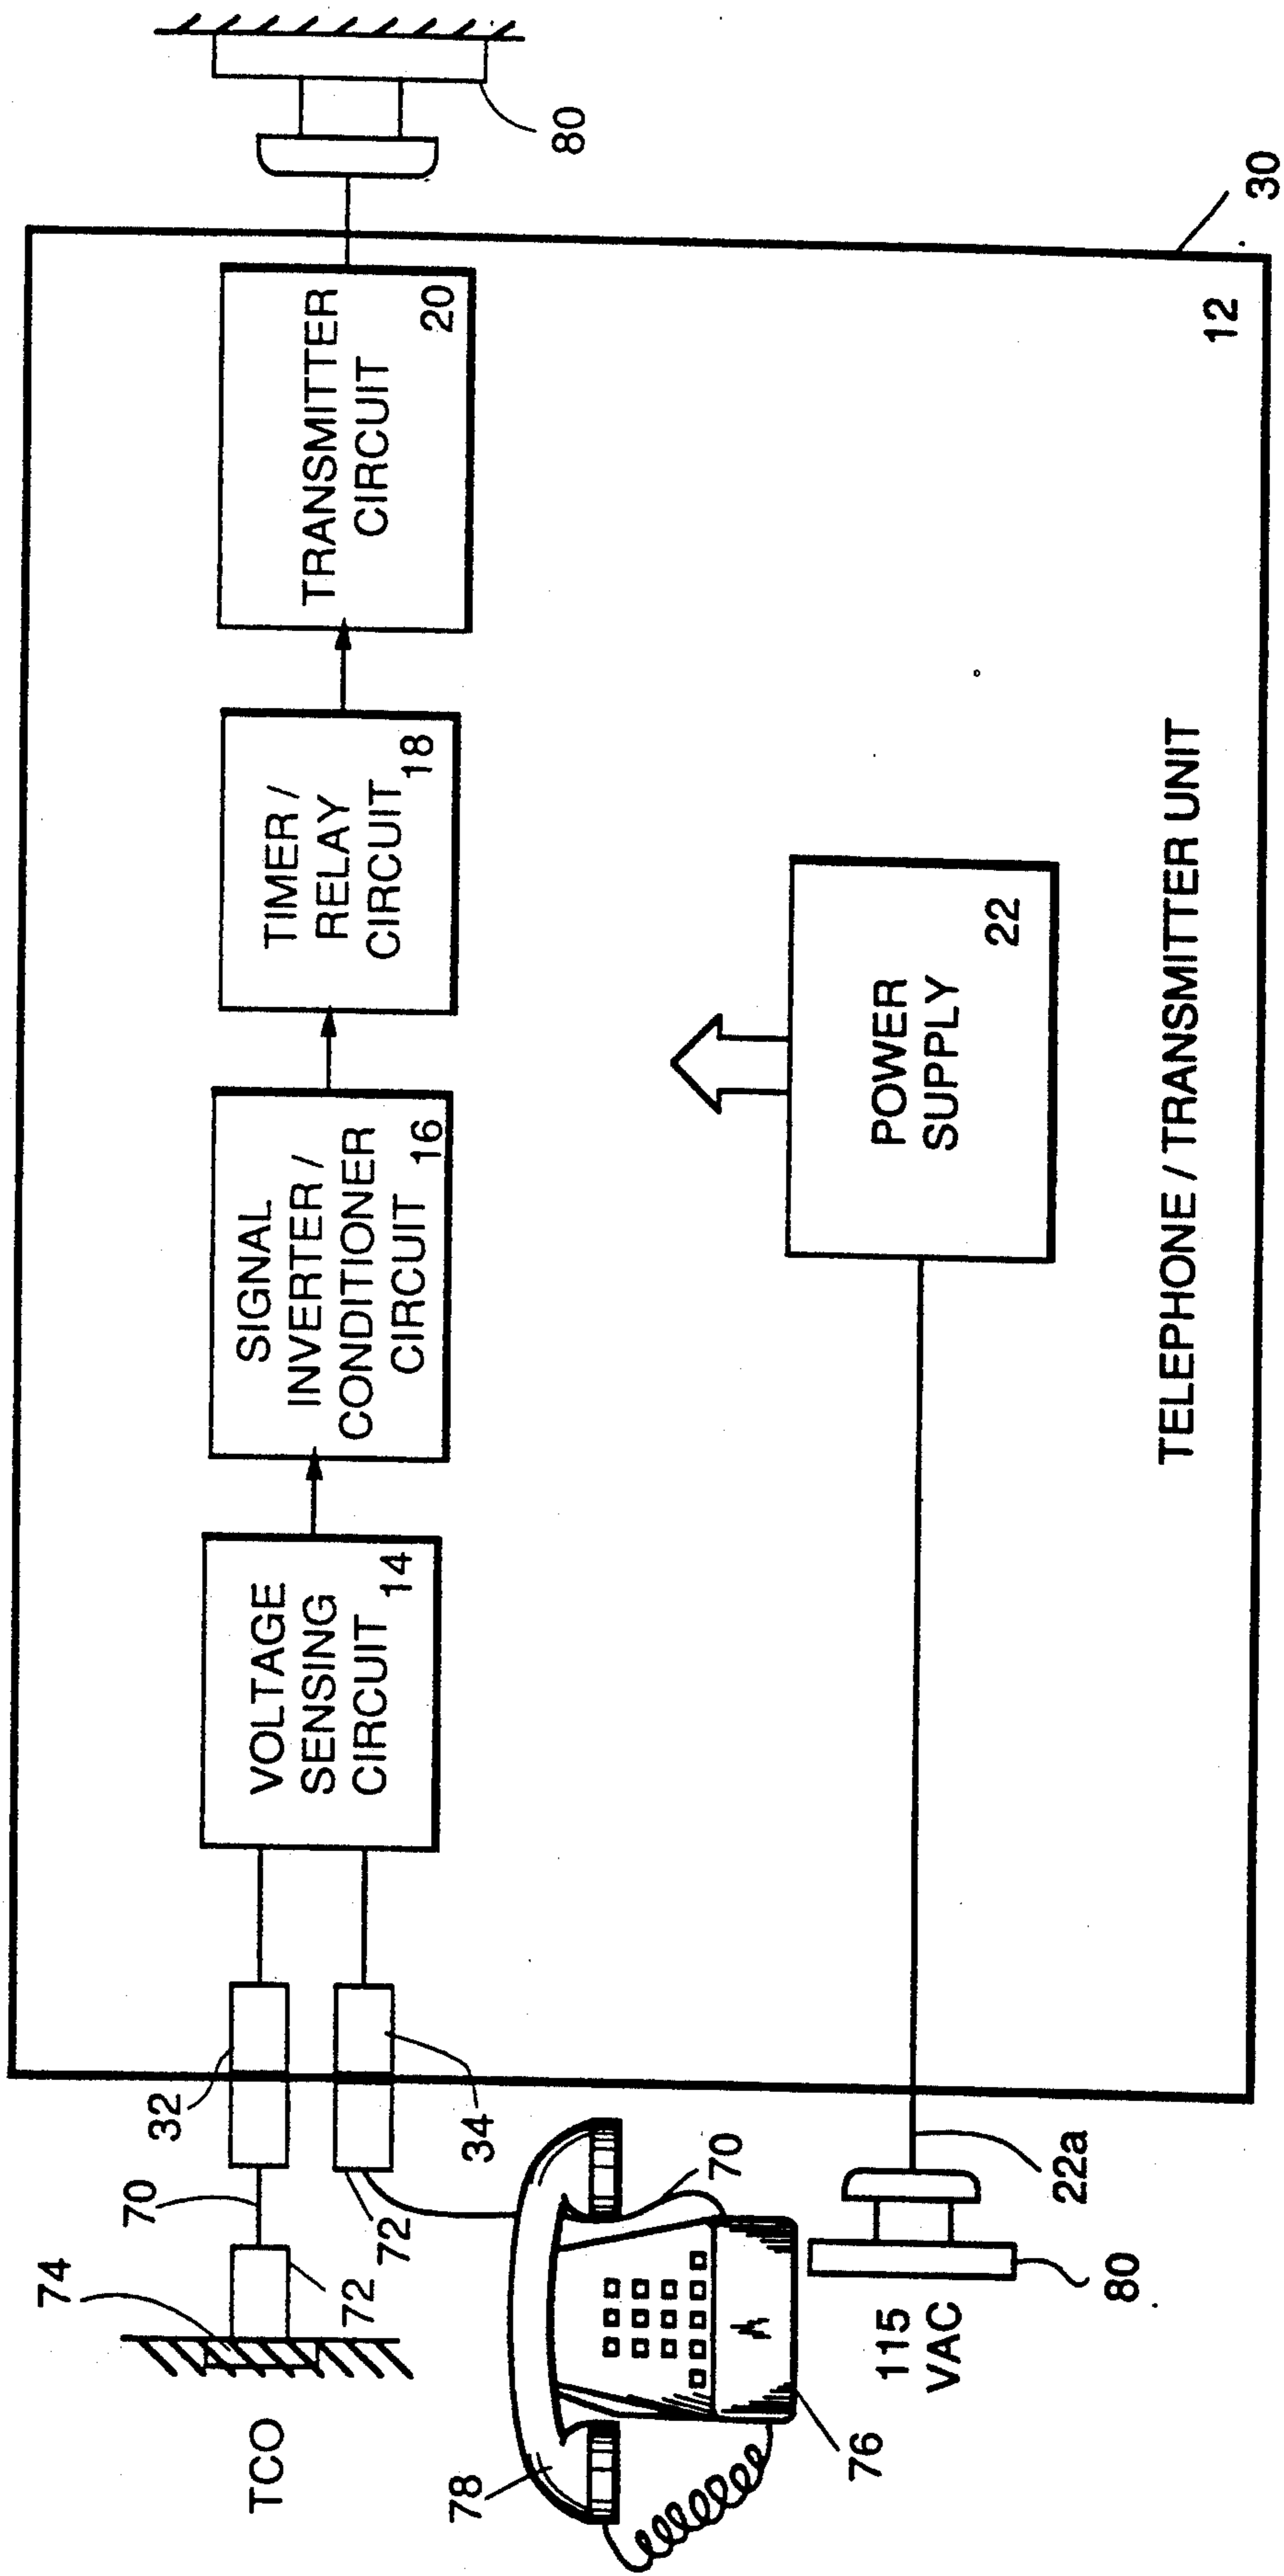 TCO
74
70
32
72
72
34
78
70
76
115
VAC
80
22a
VOLTAGE
SENSING
CIRCUIT
14
SIGNAL
INVERTER /
CONDITIONER
CIRCUIT
16
TIMER /
RELAY
CIRCUIT
18
TRANSMITTER
CIRCUIT
20
80
POWER
SUPPLY
22
TELEPHONE / TRANSMITTER UNIT
12
30